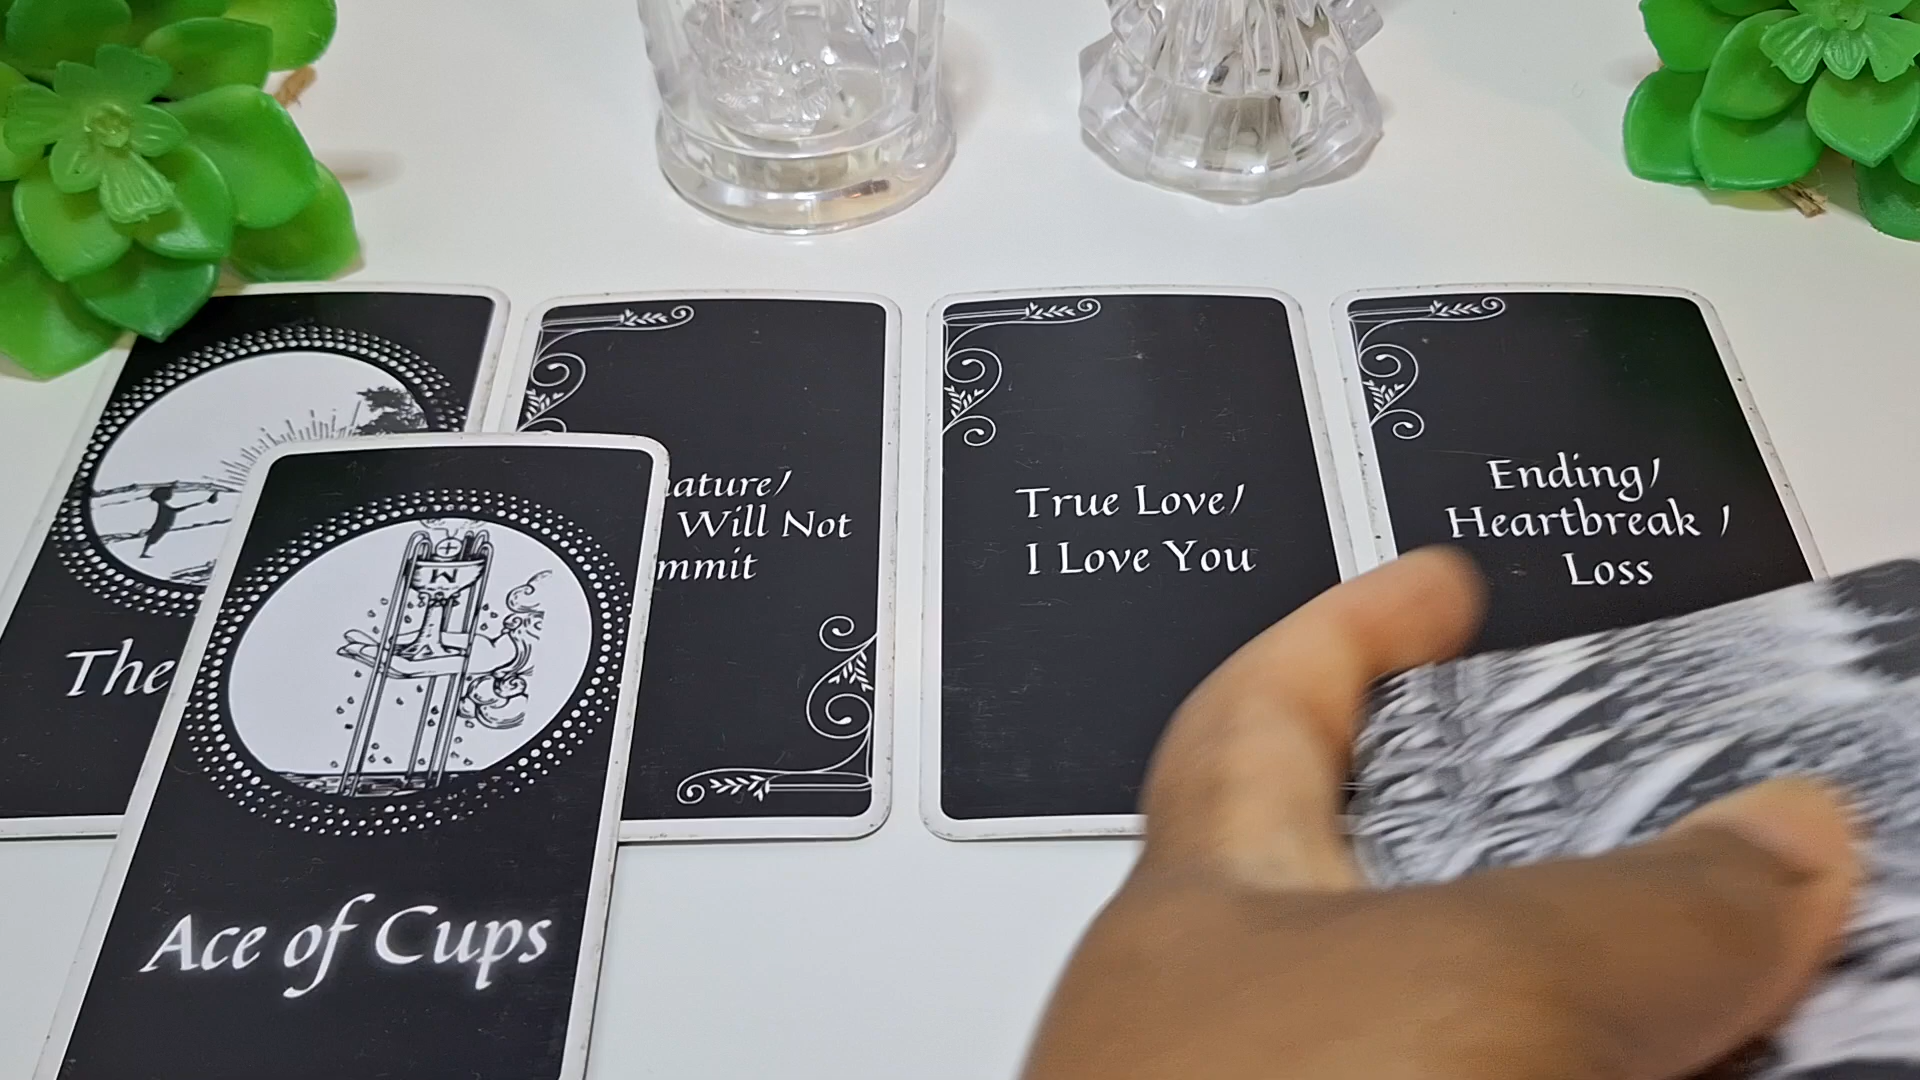 The
Will Not
True Love/
I Love You
Ending/
Heartbreak /
Loss
Ace of Cups